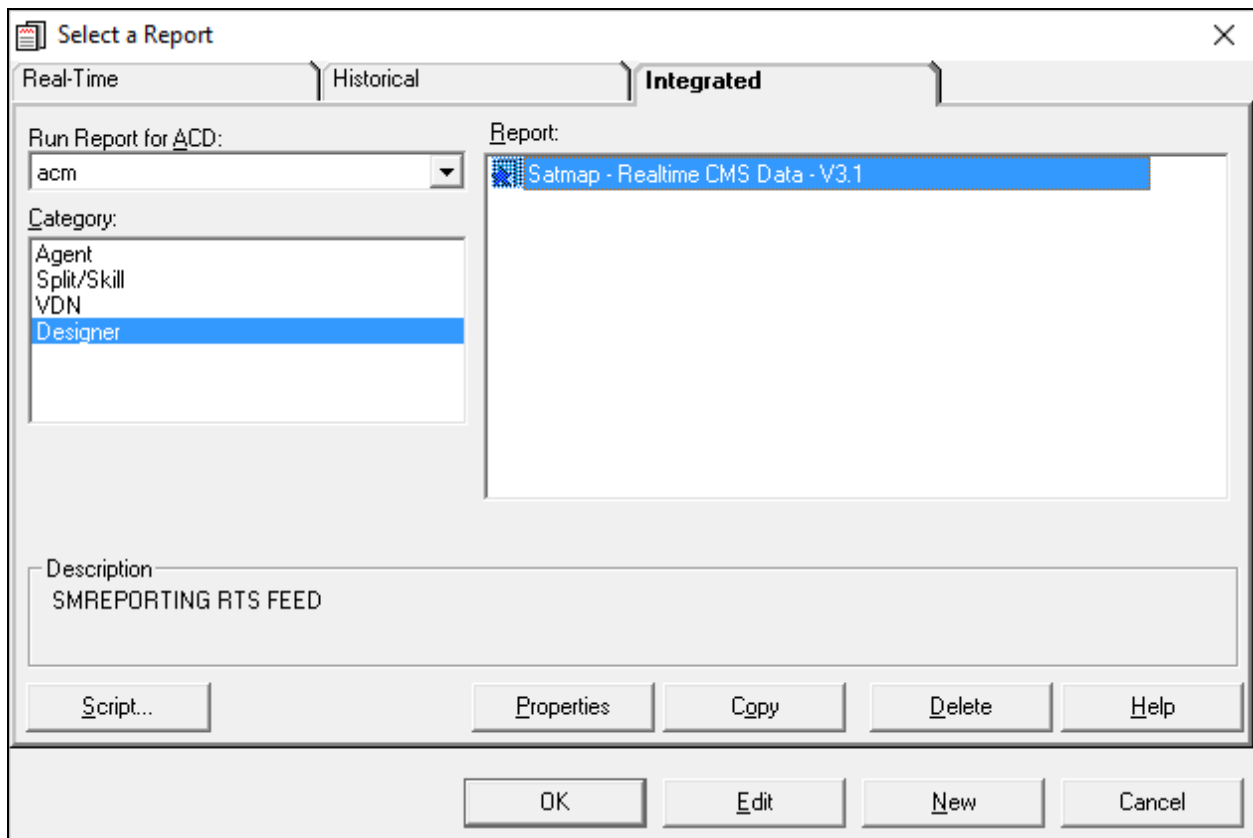 Select a Report
Real-Time
Historical
Integrated
Run Report for ACD:
acm
Category:
Agent
Split/Skill
VDN
Designer
Report:
Satmap - Realtime CMS Data - V3.1
Description
SMREPORTING RTS FEED
Script...
Properties
Copy
Delete
Help
OK
Edit
New
Cancel